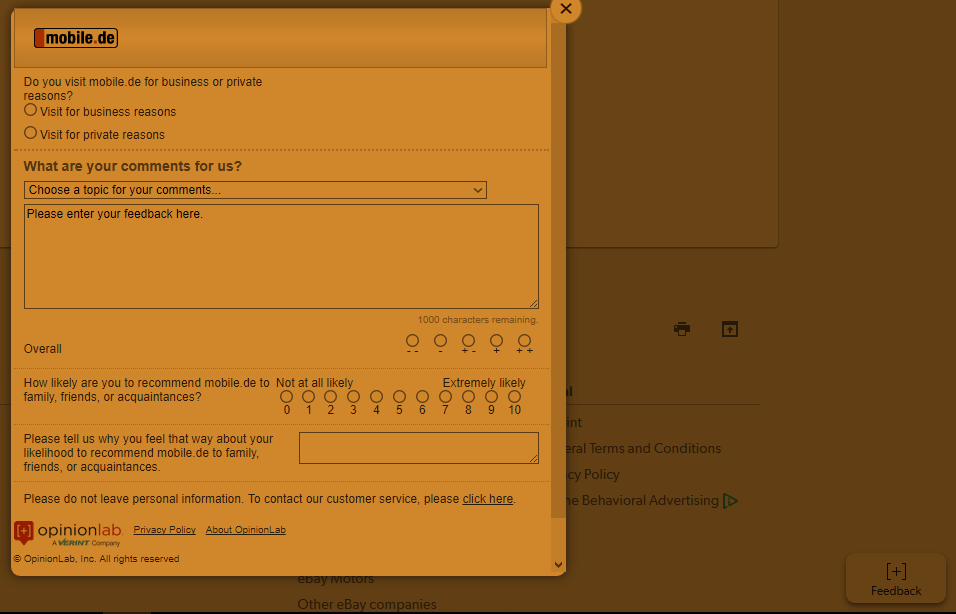 mobile.de
Do you visit mobile.de for business or private
reasons?
Visit for business reasons
Visit for private reasons
What are your comments for us?
Choose a topic for your comments...
Please enter your feedback here.
1000 characters remaining.
Overall
- - - + - + + +
How likely are you to recommend mobile.de to
family, friends, or acquaintances?
Not at all likely Extremely likely
0 1 2 3 4 5 6 7 8 9 10
Please tell us why you feel that way about your
likelihood to recommend mobile.de to family,
friends, or acquaintances.
Please do not leave personal information. To contact our customer service, please click here.
[+] opinionlab
A VERINT Company
Privacy Policy About OpinionLab
© OpinionLab, Inc. All rights reserved
Terms and Conditions
Policy
Behavioral Advertising
eBay Motors
Other eBay companies
[+]
Feedback